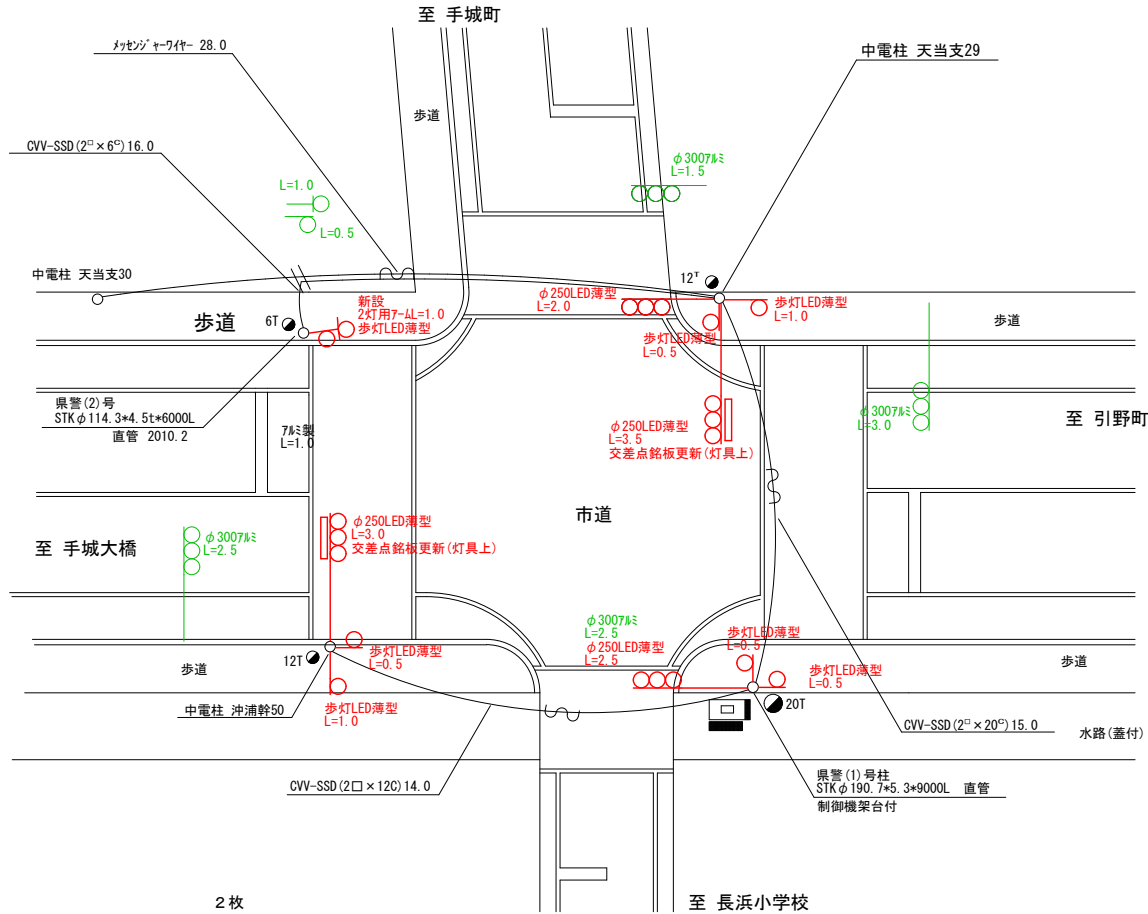 至 手城町
ﾒｯｾﾝｼﾞｬｰﾜｲﾔｰ 28.0
中電柱 天当支29
歩道
CVV-SSD(2□×6C)16.0
φ300ｱﾙﾐ
L=1.5
L=1.0
L=0.5
中電柱 天当支30
12T
新設
2灯用ｱｰﾑL=1.0
歩灯LED薄型
φ250LED薄型
L=2.0
歩灯LED薄型
L=1.0
歩道
6T
歩道
歩灯LED薄型
L=0.5
県警(2)号
STKφ114.3*4.5t*6000L
直管 2010.2
ｱﾙﾐ製
L=1.0
φ250LED薄型
L=3.5
交差点銘板更新(灯具上)
φ300ｱﾙﾐ
L=3.0
至 引野町
市道
至 手城大橋
φ300ｱﾙﾐ
L=2.5
φ250LED薄型
L=3.0
交差点銘板更新(灯具上)
φ300ｱﾙﾐ
L=2.5
φ250LED薄型
L=2.5
歩灯LED薄型
L=0.5
歩道
12T
歩灯LED薄型
L=0.5
歩灯LED薄型
L=0.5
歩道
中電柱 沖浦幹50
歩灯LED薄型
L=1.0
20T
CVV-SSD(2□×20C)15.0
水路(蓋付)
CVV-SSD(2□×12C)14.0
県警(1)号柱
STKφ190.7*5.3*9000L 直管
制御機架台付
2枚
至 長浜小学校